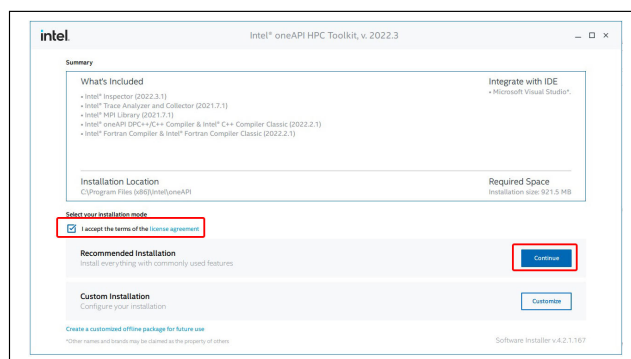 intel.
Intel® oneAPI HPC Toolkit, v. 2022.3
Summary
What's Included
• Intel® Inspector (2022.3.1)
• Intel® Trace Analyzer and Collector (2021.7.1)
• Intel® MPI Library (2021.7.1)
• Intel® oneAPI DPC++/C++ Compiler & Intel® C++ Compiler Classic (2022.2.1)
• Intel® Fortran Compiler & Intel® Fortran Compiler Classic (2022.2.1)
Integrate with IDE
• Microsoft Visual Studio*.
Installation Location
C:\Program Files (x86)\Intel\oneAPI
Required Space
Installation size: 921.5 MB
Select your installation mode
I accept the terms of the license agreement
Recommended Installation
Install everything with commonly used features
Continue
Custom Installation
Configure your installation
Customize
Create a customized offline package for future use
*Other names and brands may be claimed as the property of others
Software Installer v.4.2.1.167